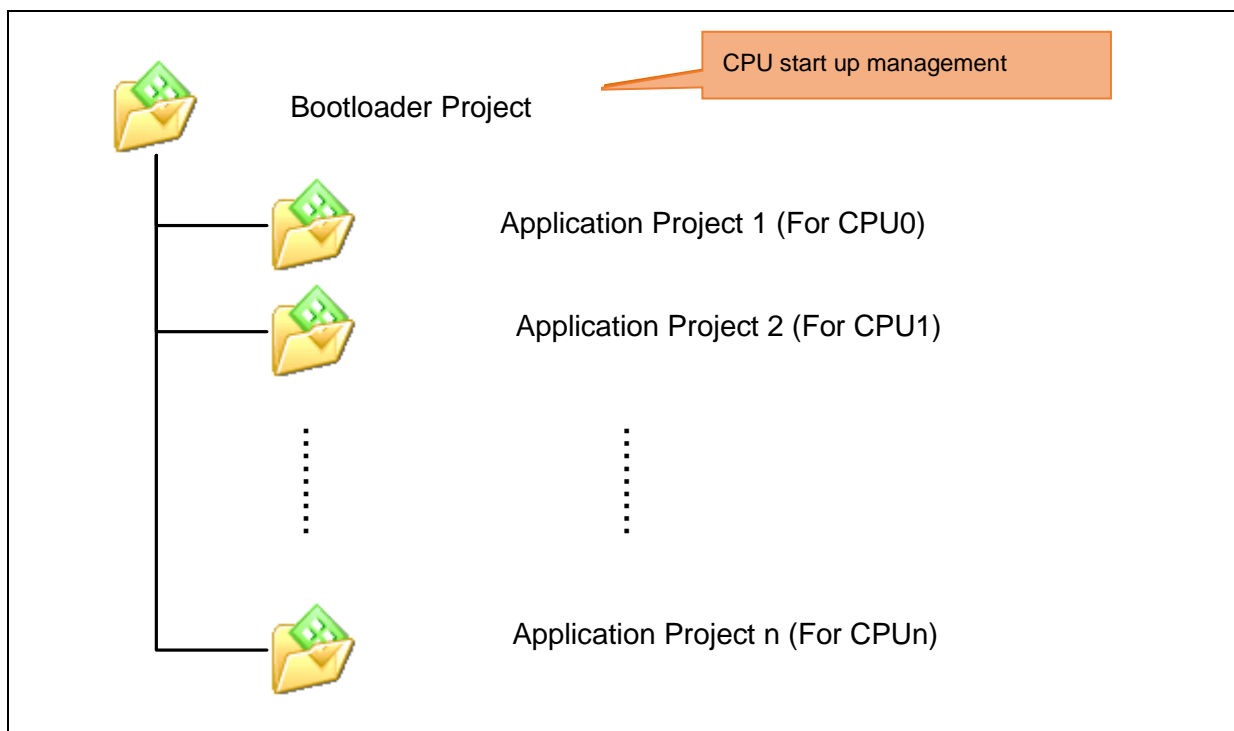 CPU start up management
Bootloader Project
Application Project 1 (For CPU0)
Application Project 2 (For CPU1)
Application Project n (For CPUn)